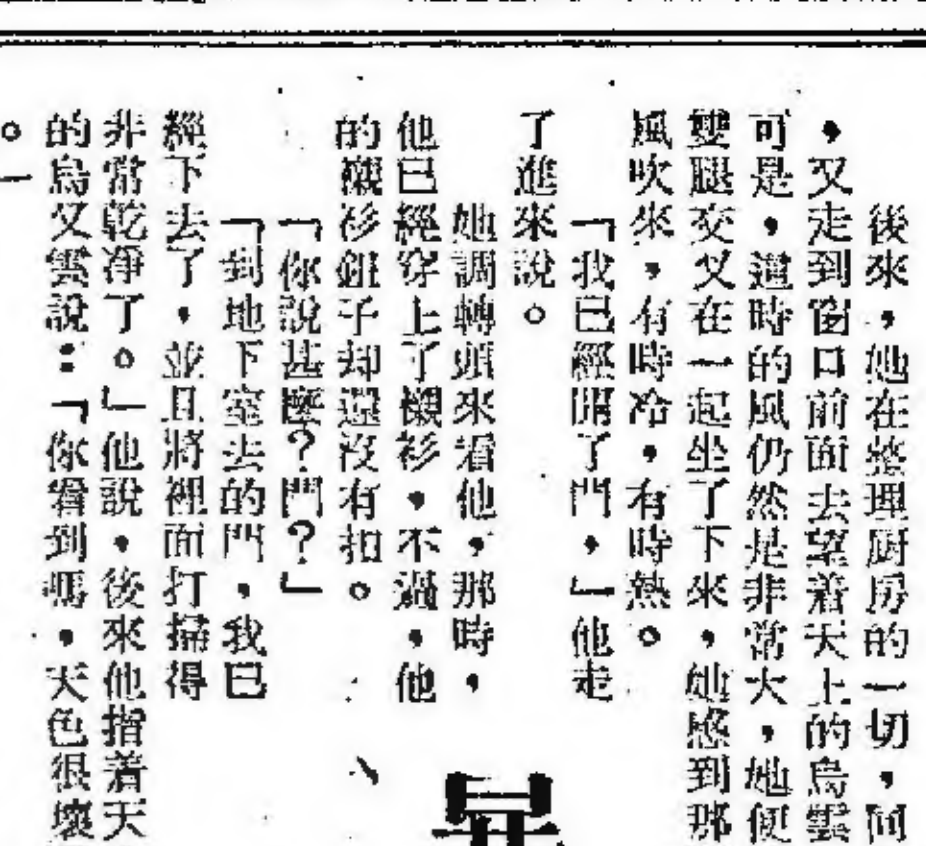 後來，她在整理厨房的一切，同
，又走到窗口前面去望着天上的烏雲
可是，這時的風仍然是非常大，她便
雙腿交叉在一起坐了下來，她感到那
風吹來，有時冷，有時熱。
「我已經開了門，」他走
了進來說。
她調轉頭來看他，那時，
他已經穿上了襯衫，不過，他
的襯衫鈕子却還沒有扣。
「你說甚麼？門？」
「到地下室去的門，我已
經下去了，並且將裡面打掃得
非常乾淨了。」他說，後來他指着天
的烏又雲說：「你看到嗎，天色很壞
。」